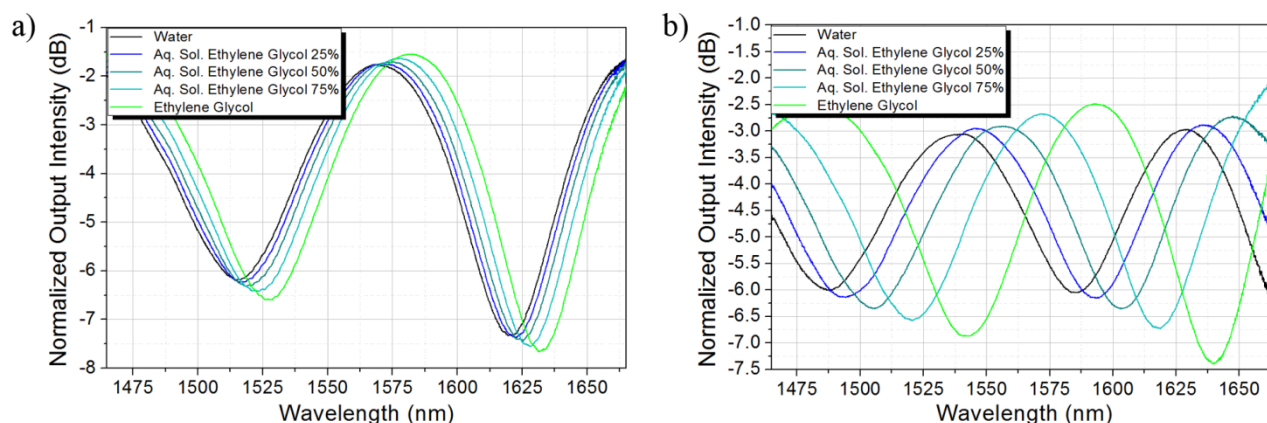 a)
Normalized Output Intensity (dB)
-1
-2
-3
-4
-5
-6
-7
-8
Water
Aq. Sol. Ethylene Glycol 25%
Aq. Sol. Ethylene Glycol 50%
Aq. Sol. Ethylene Glycol 75%
Ethylene Glycol
1475 1500 1525 1550 1575 1600 1625 1650
Wavelength (nm)
b)
Normalized Output Intensity (dB)
-1.0
-1.5
-2.0
-2.5
-3.0
-3.5
-4.0
-4.5
-5.0
-5.5
-6.0
-6.5
-7.0
-7.5
Water
Aq. Sol. Ethylene Glycol 25%
Aq. Sol. Ethylene Glycol 50%
Aq. Sol. Ethylene Glycol 75%
Ethylene Glycol
1475 1500 1525 1550 1575 1600 1625 1650
Wavelength (nm)